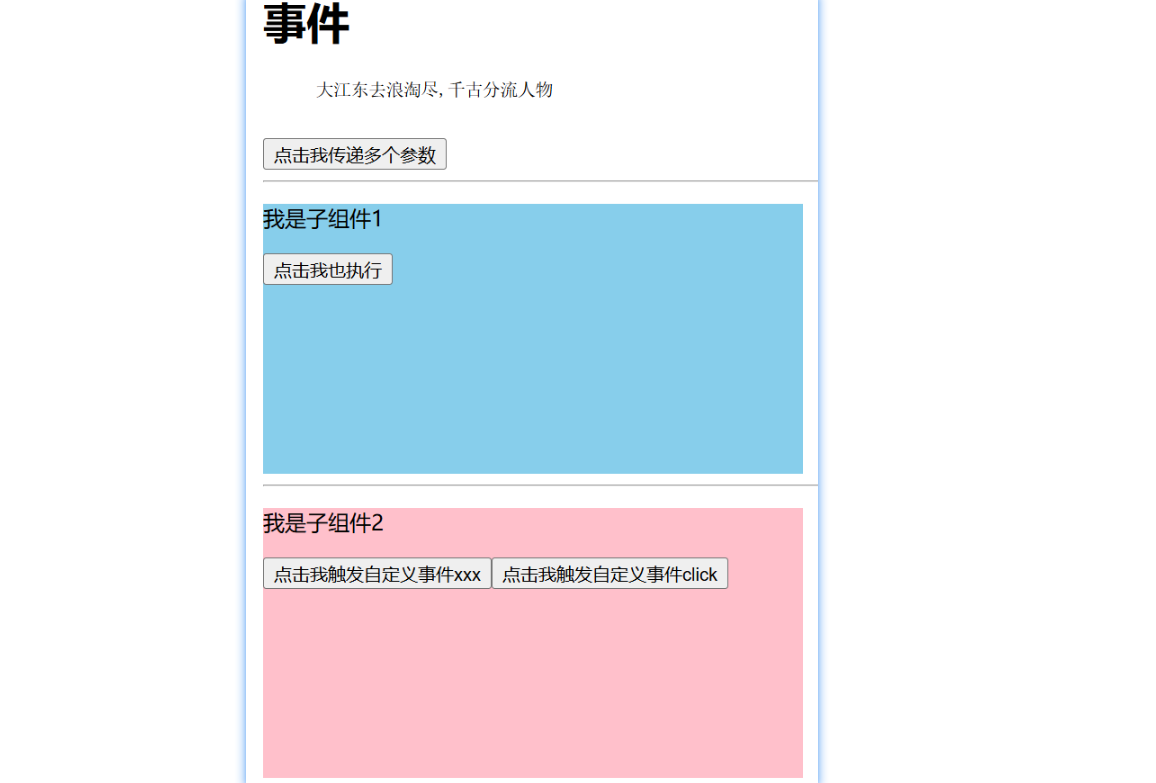 事件
大江东去浪淘尽,千古分流人物
点击我传递多个参数
我是子组件1
点击我也执行
我是子组件2
点击我触发自定义事件xxx 点击我触发自定义事件click